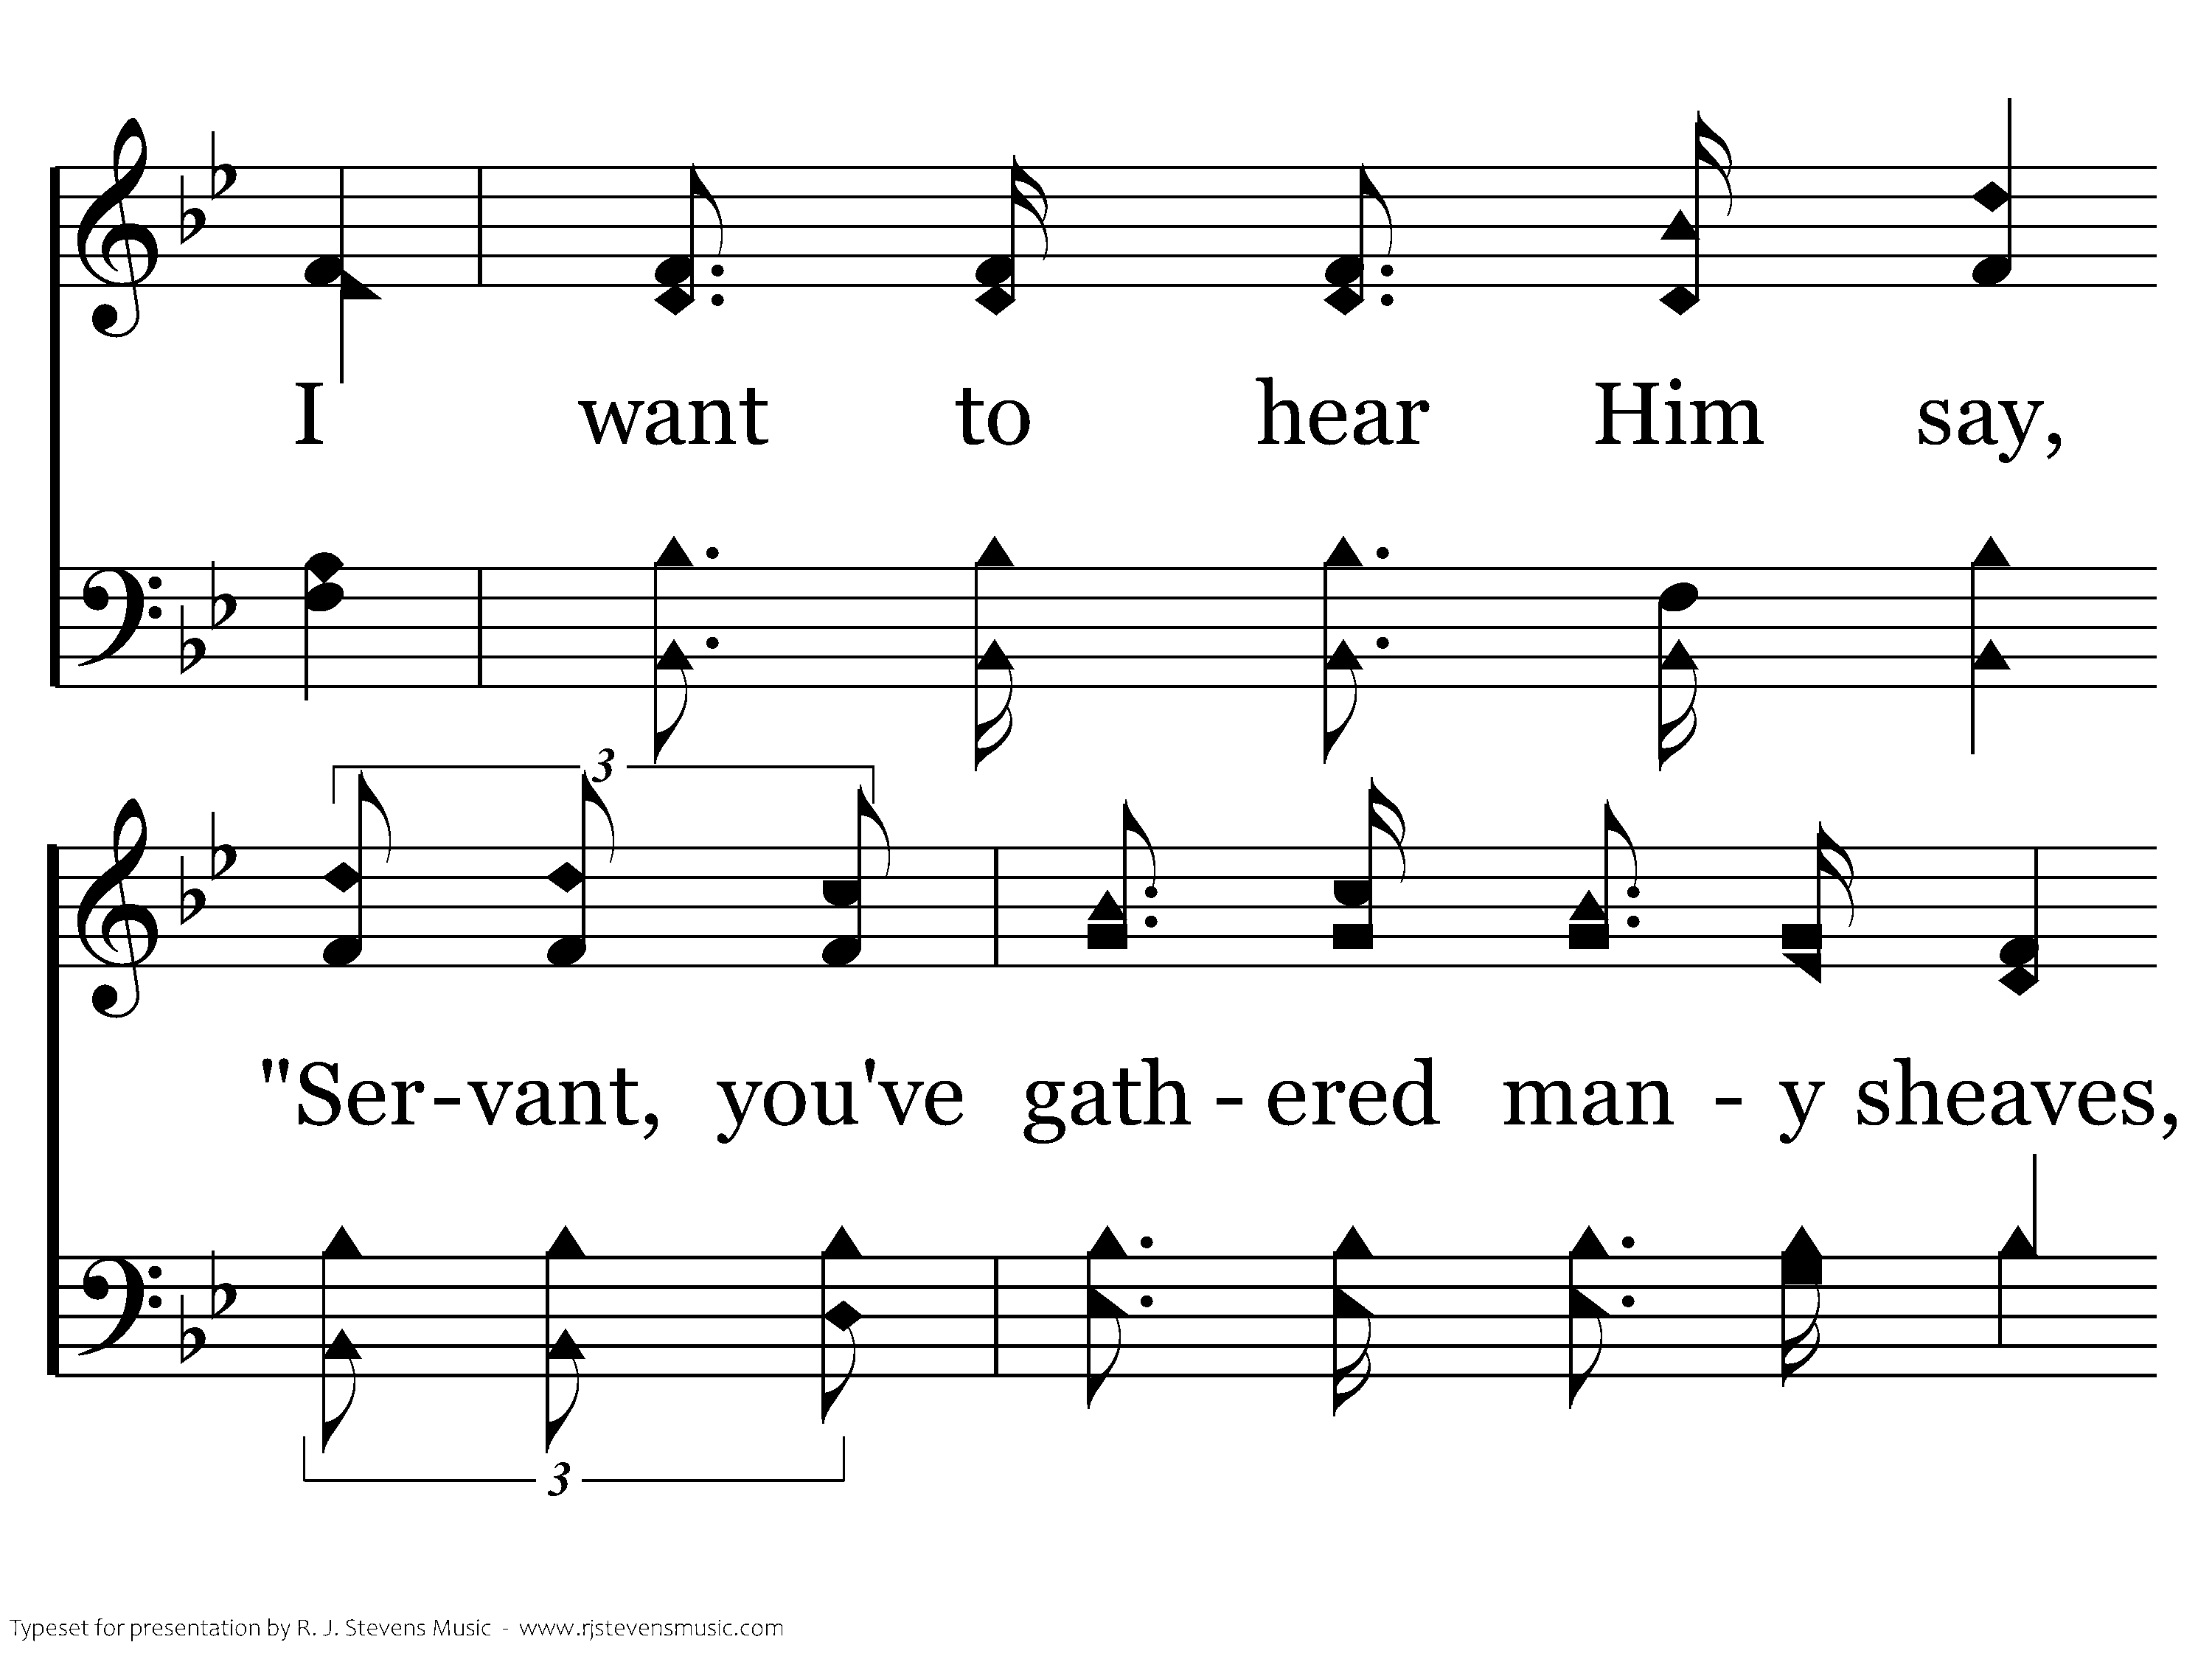 I want to hear Him say,
3
"Ser-vant, you've gath - ered man - y sheaves,
3
Typeset for presentation by R. J. Stevens Music - www.rjstevensmusic.com